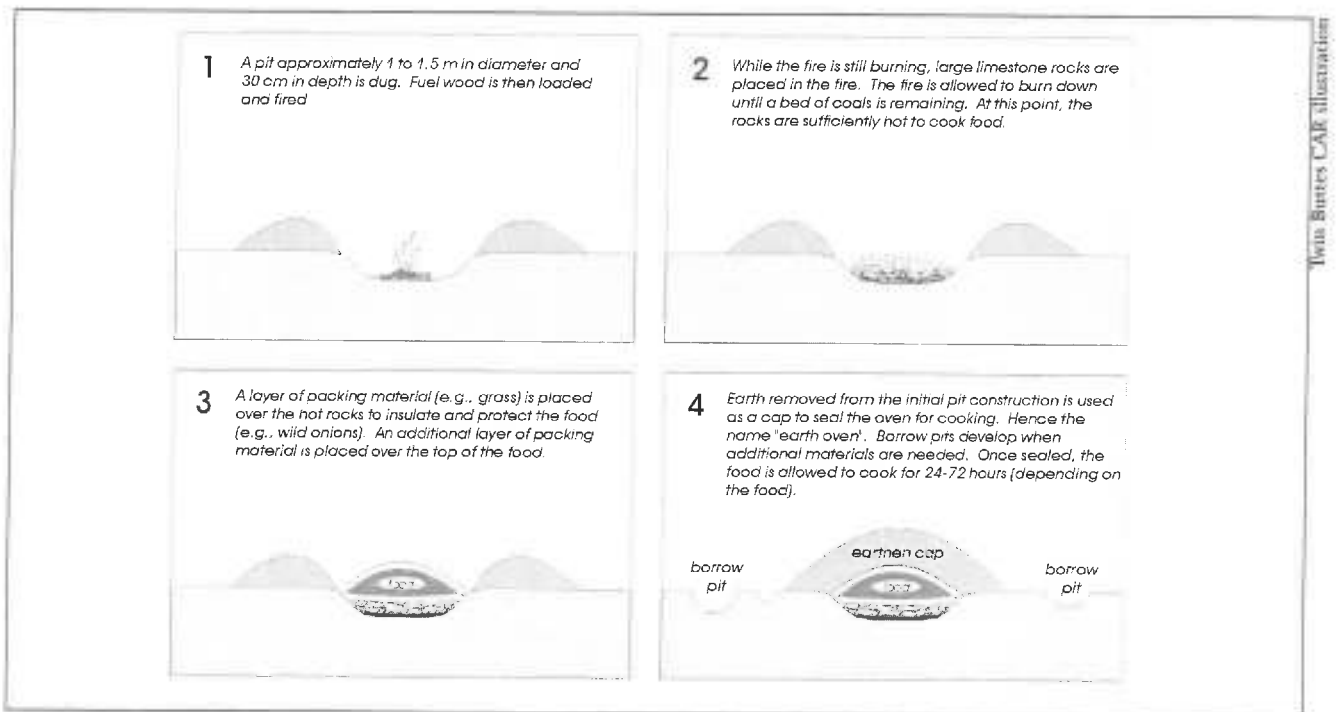 1
A pit approximately 1 to 1.5 m in diameter and
30 cm in depth is dug. Fuel wood is then loaded
and fired
2
While the fire is still burning, large limestone rocks are
placed in the fire. The fire is allowed to burn down
until a bed of coals is remaining. At this point, the
rocks are sufficiently hot to cook food.
3
A layer of packing material (e.g., grass) is placed
over the hot rocks to insulate and protect the food
(e.g., wild onions). An additional layer of packing
material is placed over the top of the food.
food
4
Earth removed from the initial pit construction is used
as a cap to seal the oven for cooking. Hence the
name "earth oven". Borrow pits develop when
additional materials are needed. Once sealed, the
food is allowed to cook for 24-72 hours (depending on
the food).
earthen cap
food
borrow
pit
borrow
pit
Twin Buttes CAR illustration